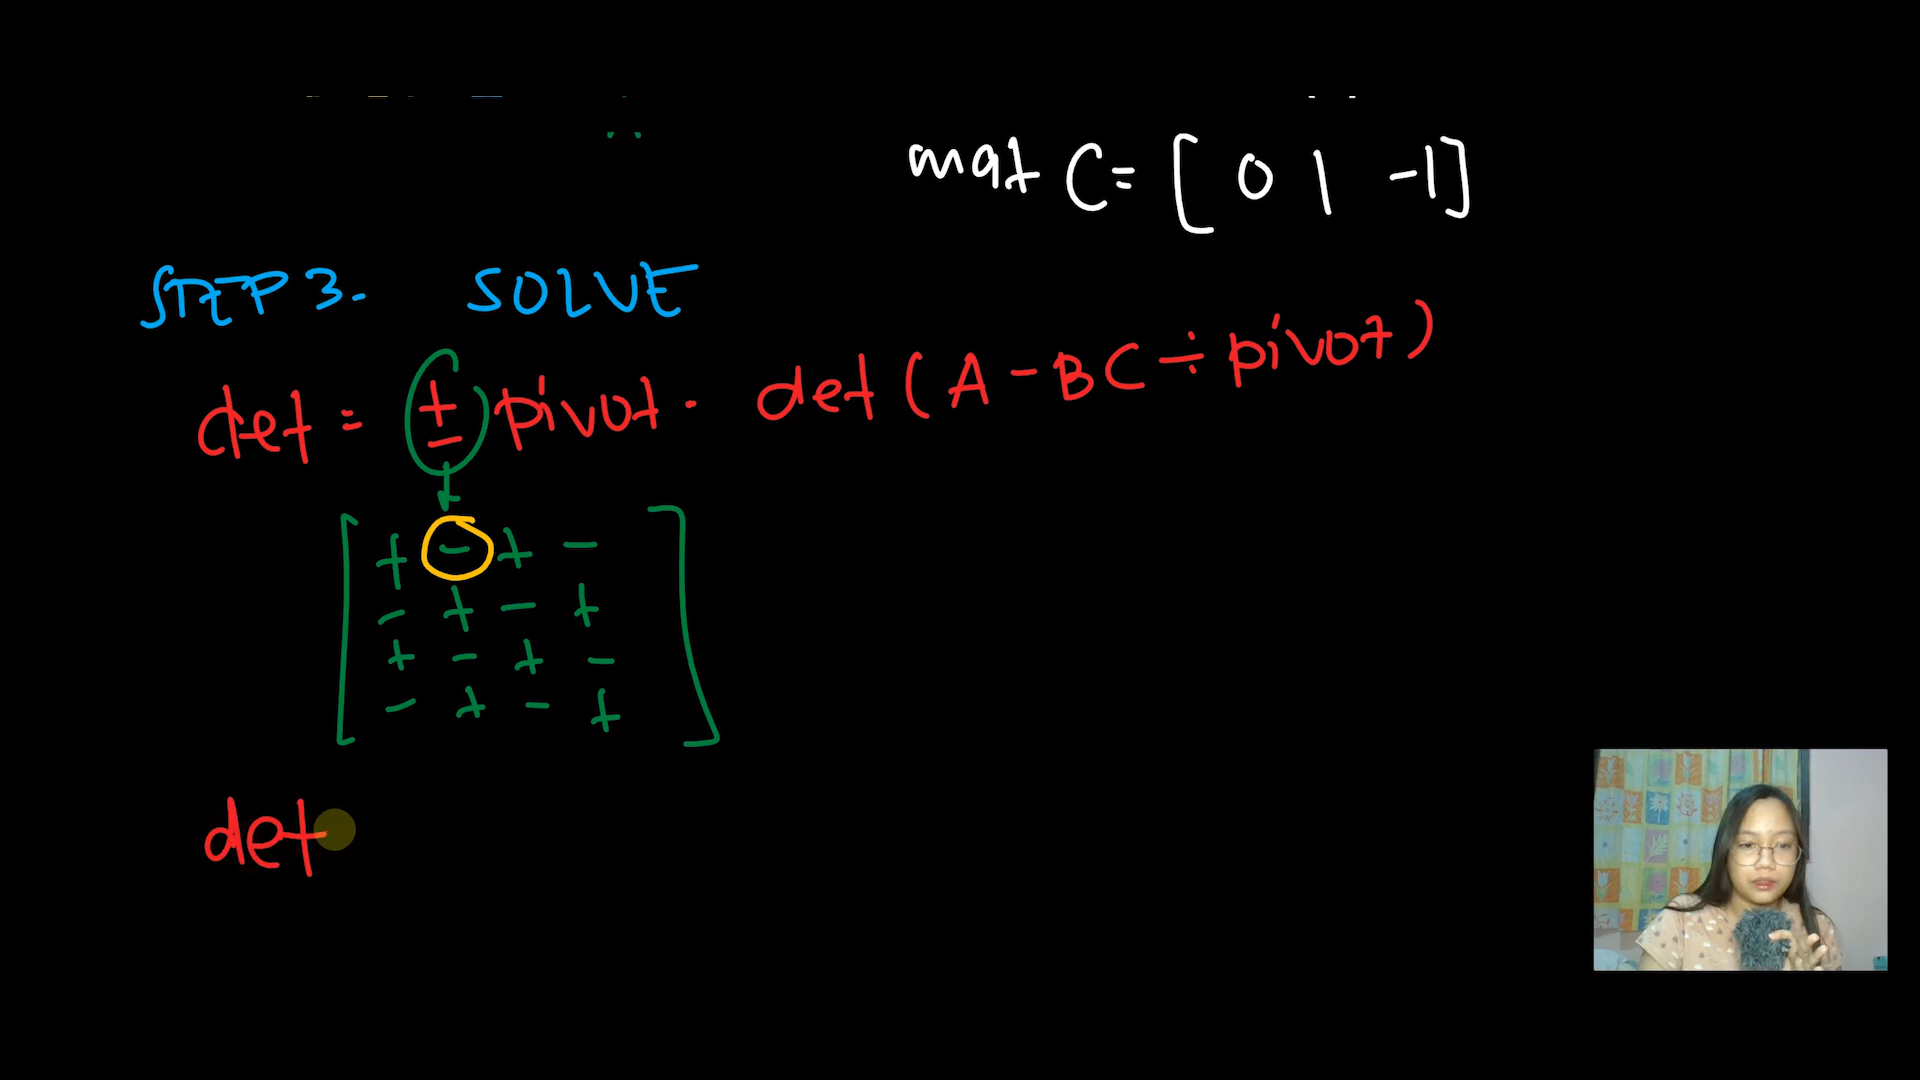 mat C = [ 0 1 -1 ]
STEP 3. SOLVE
det = ± pivot · det ( A - BC ÷ pivot )
+ - + -
- + - +
+ - + -
- + - +
det